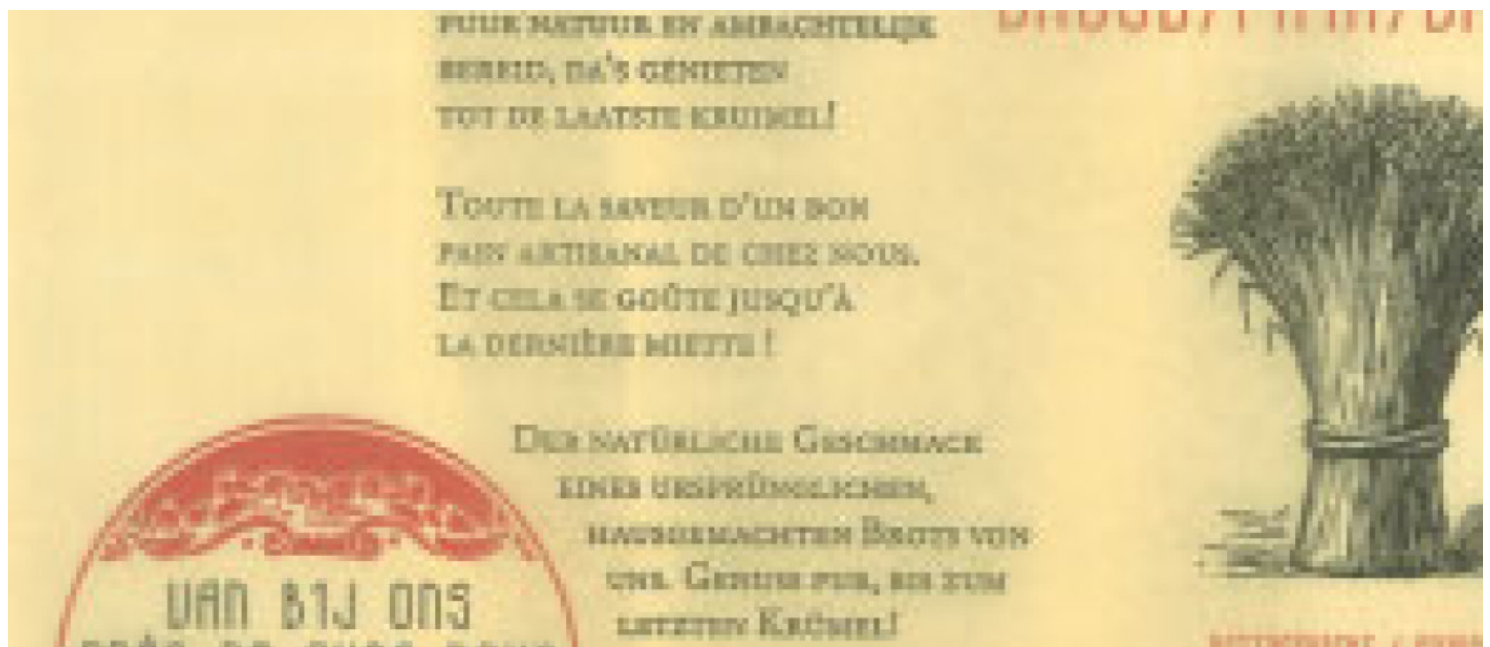 PUUR NATUUR EN AMBACHTELIJK
BEREID, DA'S GENIETEN
TOT DE LAATSTE KRUIMEL!
TOUTE LA SAVEUR D'UN BON
PAIN ARTISANAL DE CHEZ NOUS.
ET CELA SE GOÛTE JUSQU'À
LA DERNIÈRE MIETTE !
DER NATÜRLICHE GESCHMACK
EINES URSPRÜNGLICHEN,
HAUSGEMACHTEN BROTS VON
UNS. GENUSS PUR, BIS ZUM
LETZTEN KRÜMEL!
VAN BIJ ONS